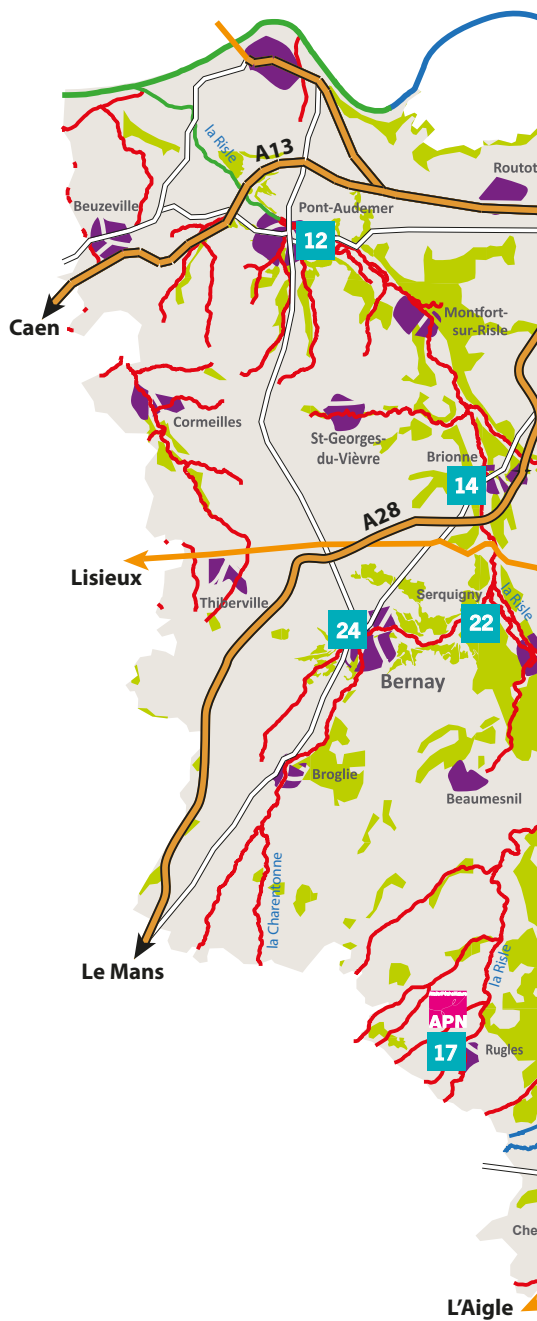 la Risle
A13
Routot
Beuzeville
Pont-Audemer
12
Caen
Montfort-
sur-Risle
Cormeilles
St-Georges-
du-Vièvre
Brionne
14
A28
Lisieux
Thiberville
Serquigny
la Risle
24
22
Bernay
Broglie
Beaumesnil
la Charentonne
la Risle
Le Mans
APN
17
Rugles
Che
L'Aigle